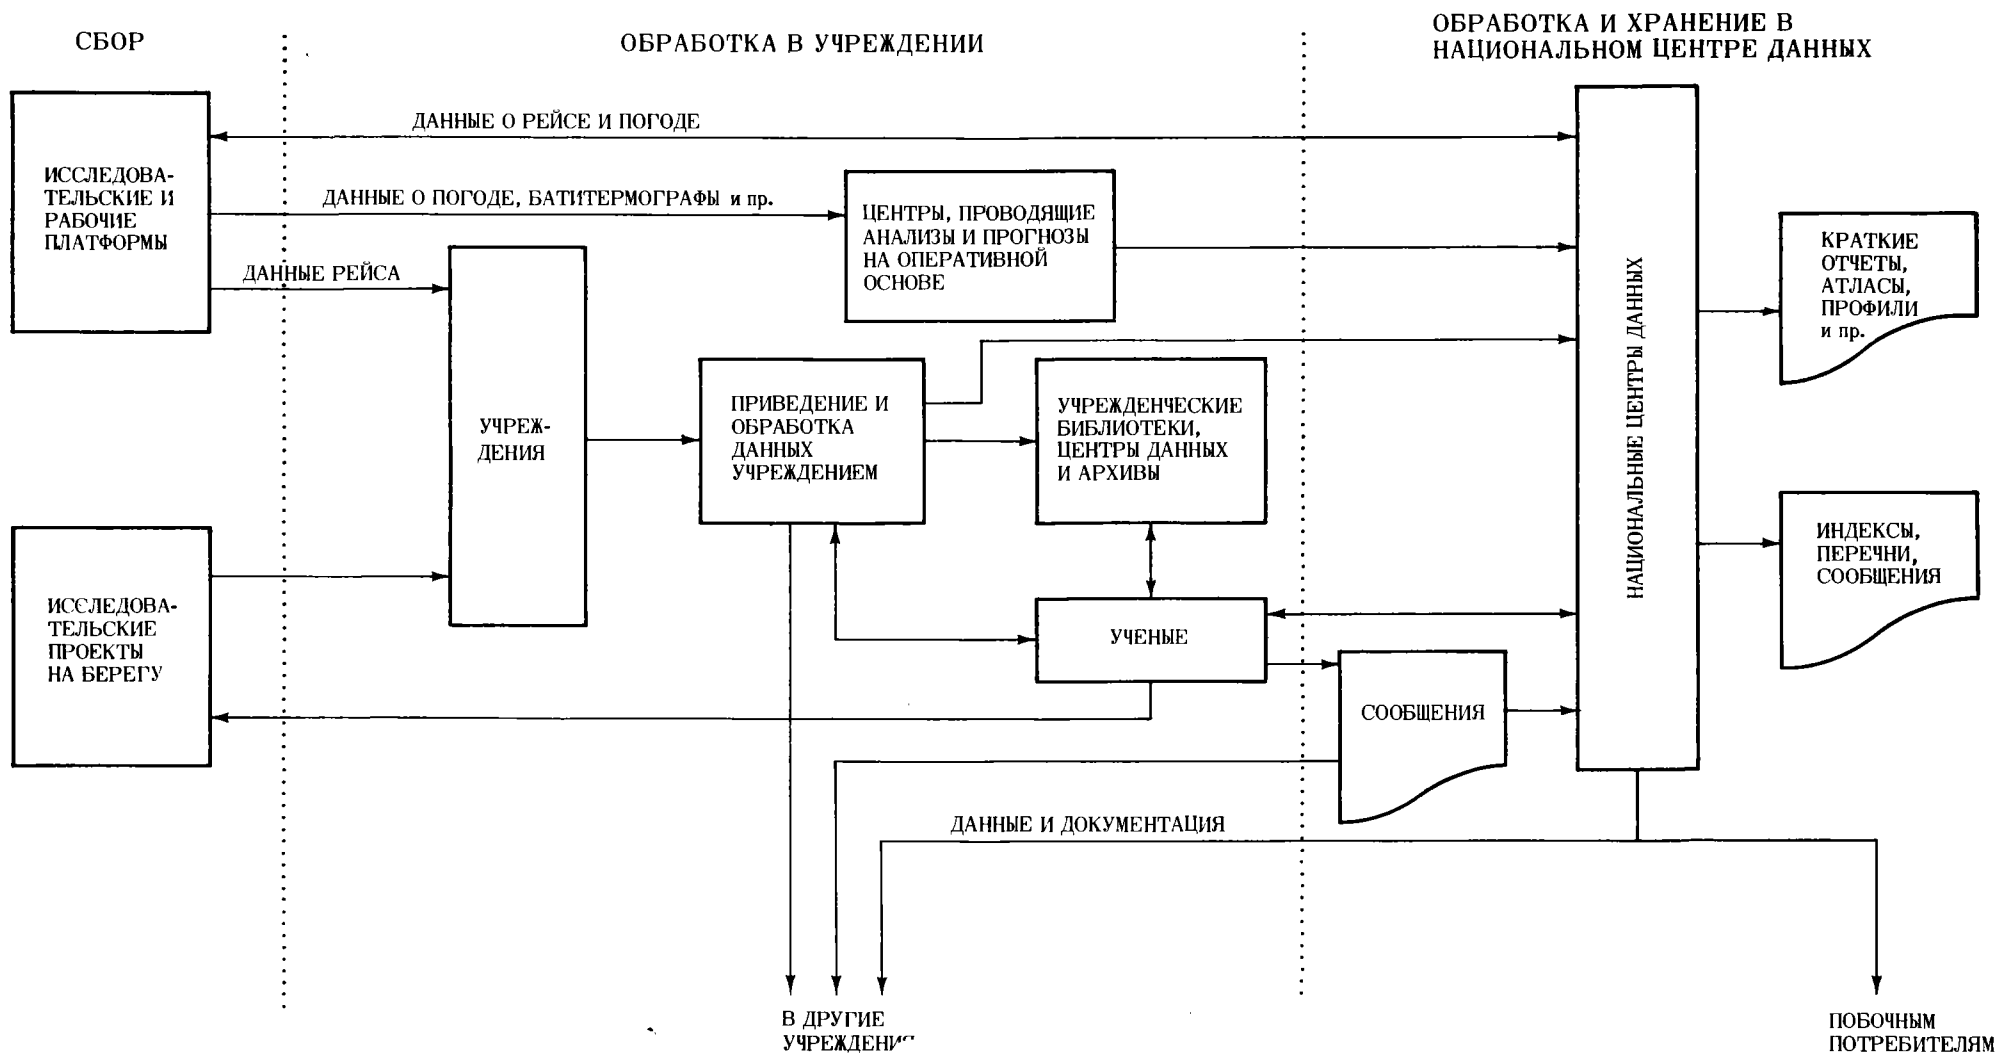 СБОР
ОБРАБОТКА В УЧРЕЖДЕНИИ
ОБРАБОТКА И ХРАНЕНИЕ В
НАЦИОНАЛЬНОМ ЦЕНТРЕ ДАННЫХ
ИССЛЕДОВА-
ТЕЛЬСКИЕ И
РАБОЧИЕ
ПЛАТФОРМЫ
ДАННЫЕ О РЕЙСЕ И ПОГОДЕ
ДАННЫЕ О ПОГОДЕ, БАТИТЕРМОГРАФЫ и пр.
ДАННЫЕ РЕЙСА
ЦЕНТРЫ, ПРОВОДЯЩИЕ
АНАЛИЗЫ И ПРОГНОЗЫ
НА ОПЕРАТИВНОЙ
ОСНОВЕ
УЧРЕЖ-
ДЕНИЯ
ПРИВЕДЕНИЕ И
ОБРАБОТКА
ДАННЫХ
УЧРЕЖДЕНИЕМ
УЧРЕЖДЕНЧЕСКИЕ
БИБЛИОТЕКИ,
ЦЕНТРЫ ДАННЫХ
И АРХИВЫ
НАЦИОНАЛЬНЫЕ ЦЕНТРЫ ДАННЫХ
КРАТКИЕ
ОТЧЕТЫ,
АТЛАСЫ,
ПРОФИЛИ
и пр.
ИНДЕКСЫ,
ПЕРЕЧНИ,
СООБЩЕНИЯ
ИССЛЕДОВА-
ТЕЛЬСКИЕ
ПРОЕКТЫ
НА БЕРЕГУ
УЧЕНЫЕ
СООБЩЕНИЯ
ДАННЫЕ И ДОКУМЕНТАЦИЯ
В ДРУГИЕ
УЧРЕЖДЕНИЯ
ПОБОЧНЫМ
ПОТРЕБИТЕЛЯМ